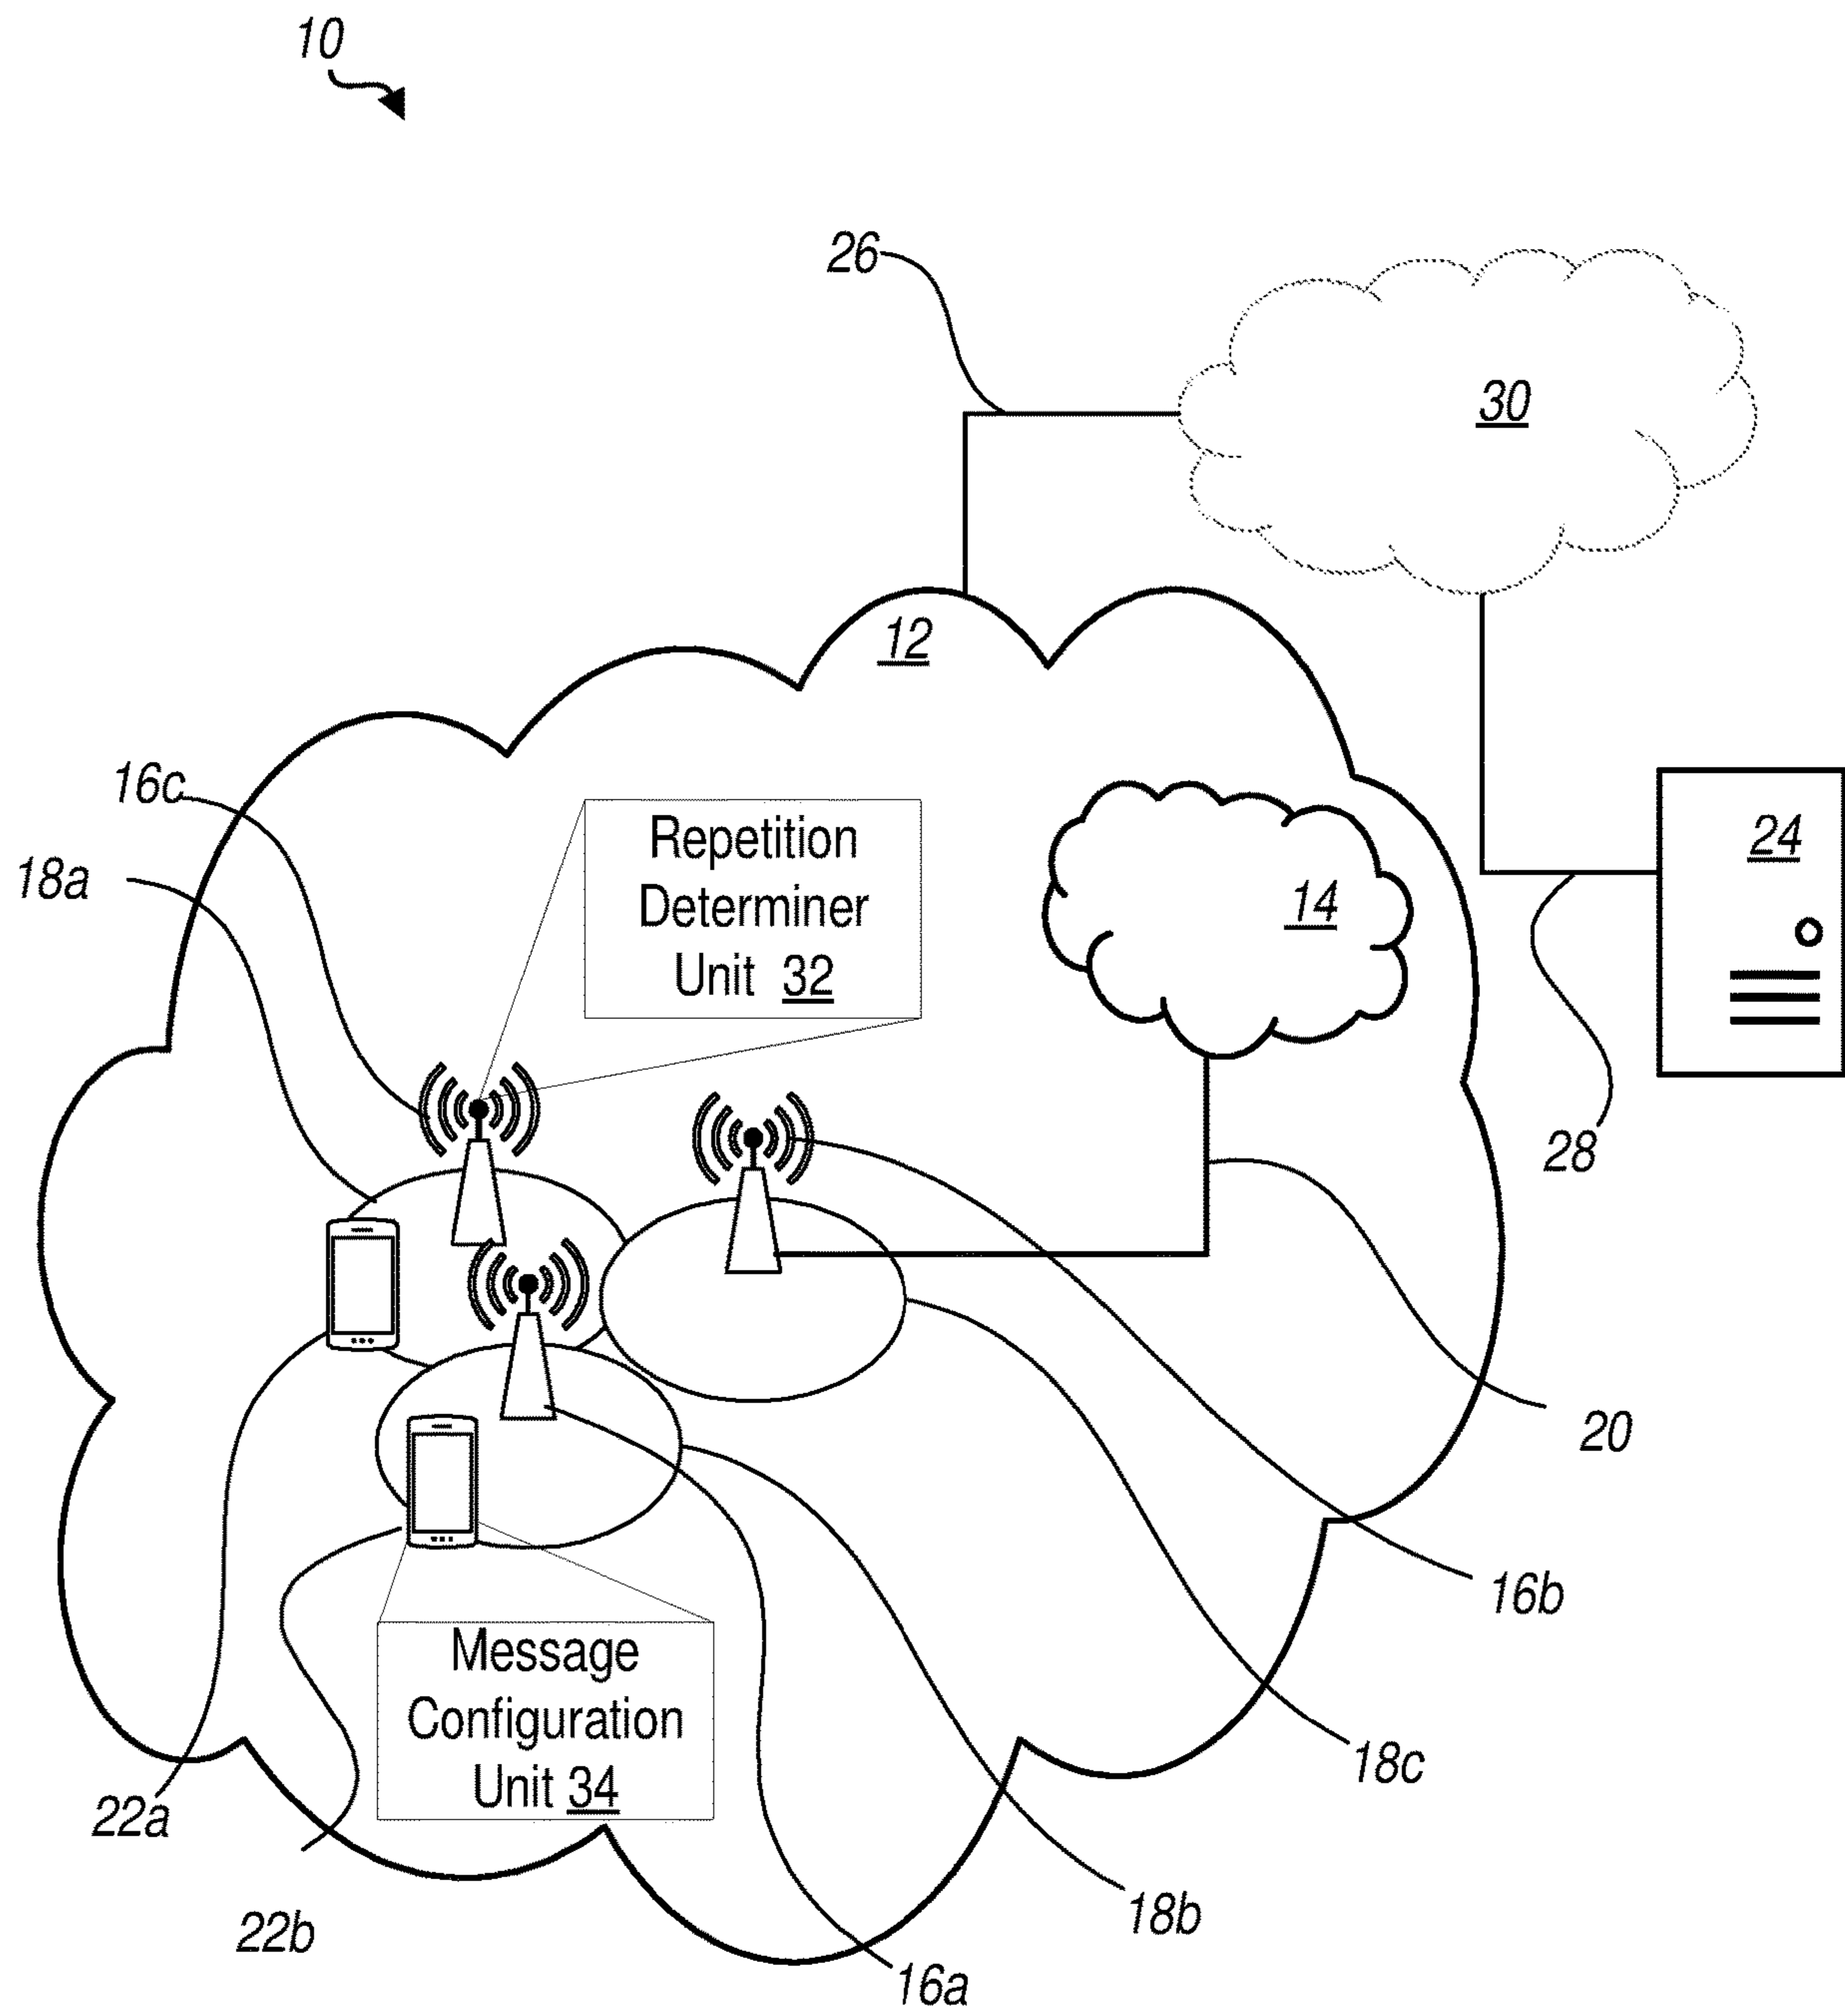 10
26
30
12
16c
18a
Repetition
Determiner
Unit 32
14
24
28
20
16b
Message
Configuration
Unit 34
18c
22a
18b
22b
16a